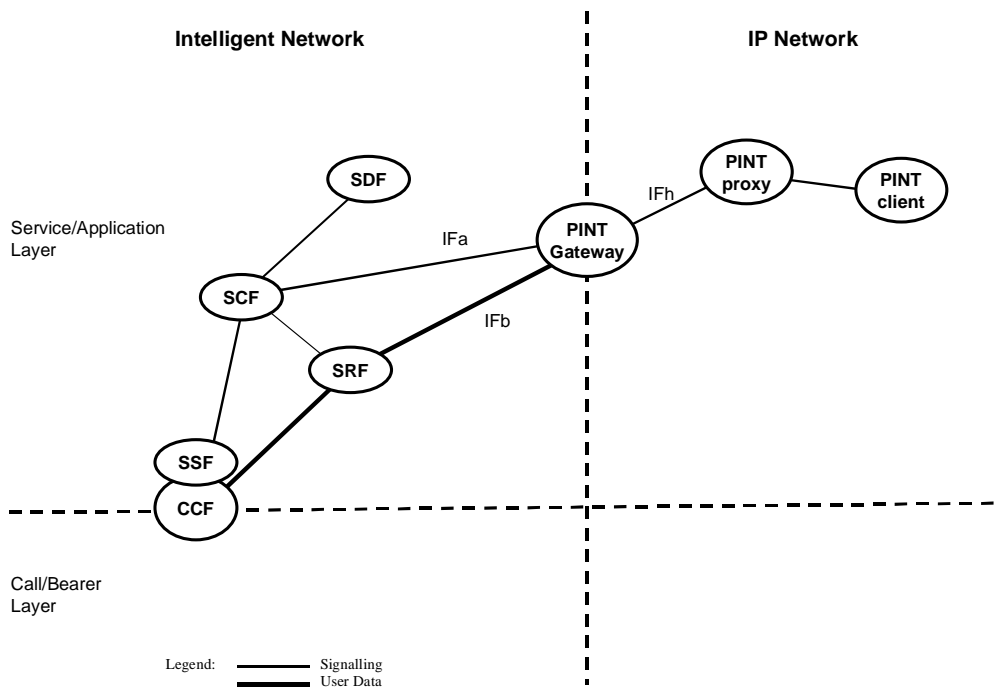 Intelligent Network
IP Network
SDF
PINT
proxy
PINT
client
IFh
Service/Application
Layer
IFa
PINT
Gateway
SCF
IFb
SRF
SSF
CCF
Call/Bearer
Layer
Legend:
Signalling
User Data